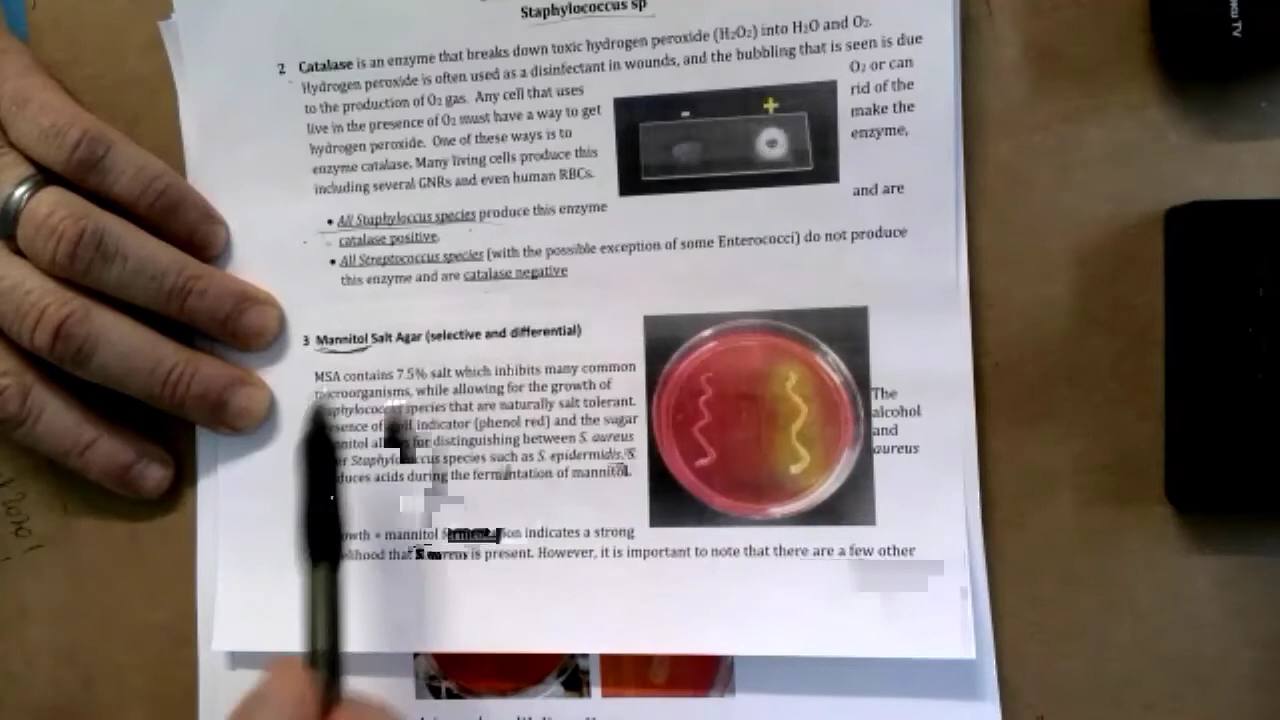 Staphylococcus sp
2 Catalase is an enzyme that breaks down toxic hydrogen peroxide (H2O2) into H2O and O2.
Hydrogen peroxide is often used as a disinfectant in wounds, and the bubbling that is seen is due
to the production of O2 gas. Any cell that uses O2 or can
live in the presence of O2 must have a way to get rid of the
hydrogen peroxide. One of these ways is to make the
enzyme catalase. Many living cells produce this enzyme,
including several GNRs and even human RBCs.
- +
• All Staphyloccus species produce this enzyme and are
catalase positive.
• All Streptococcus species (with the possible exception of some Enterococci) do not produce
this enzyme and are catalase negative
3 Mannitol Salt Agar (selective and differential)
MSA contains 7.5% salt which inhibits many common
microorganisms, while allowing for the growth of
species that are naturally salt tolerant. The
indicator (phenol red) and the sugar alcohol
for distinguishing between S. aureus and
species such as S. epidermidis. S. aureus
during the fermentation of mannitol.
+ mannitol indicates a strong
that is present. However, it is important to note that there are a few other
TV